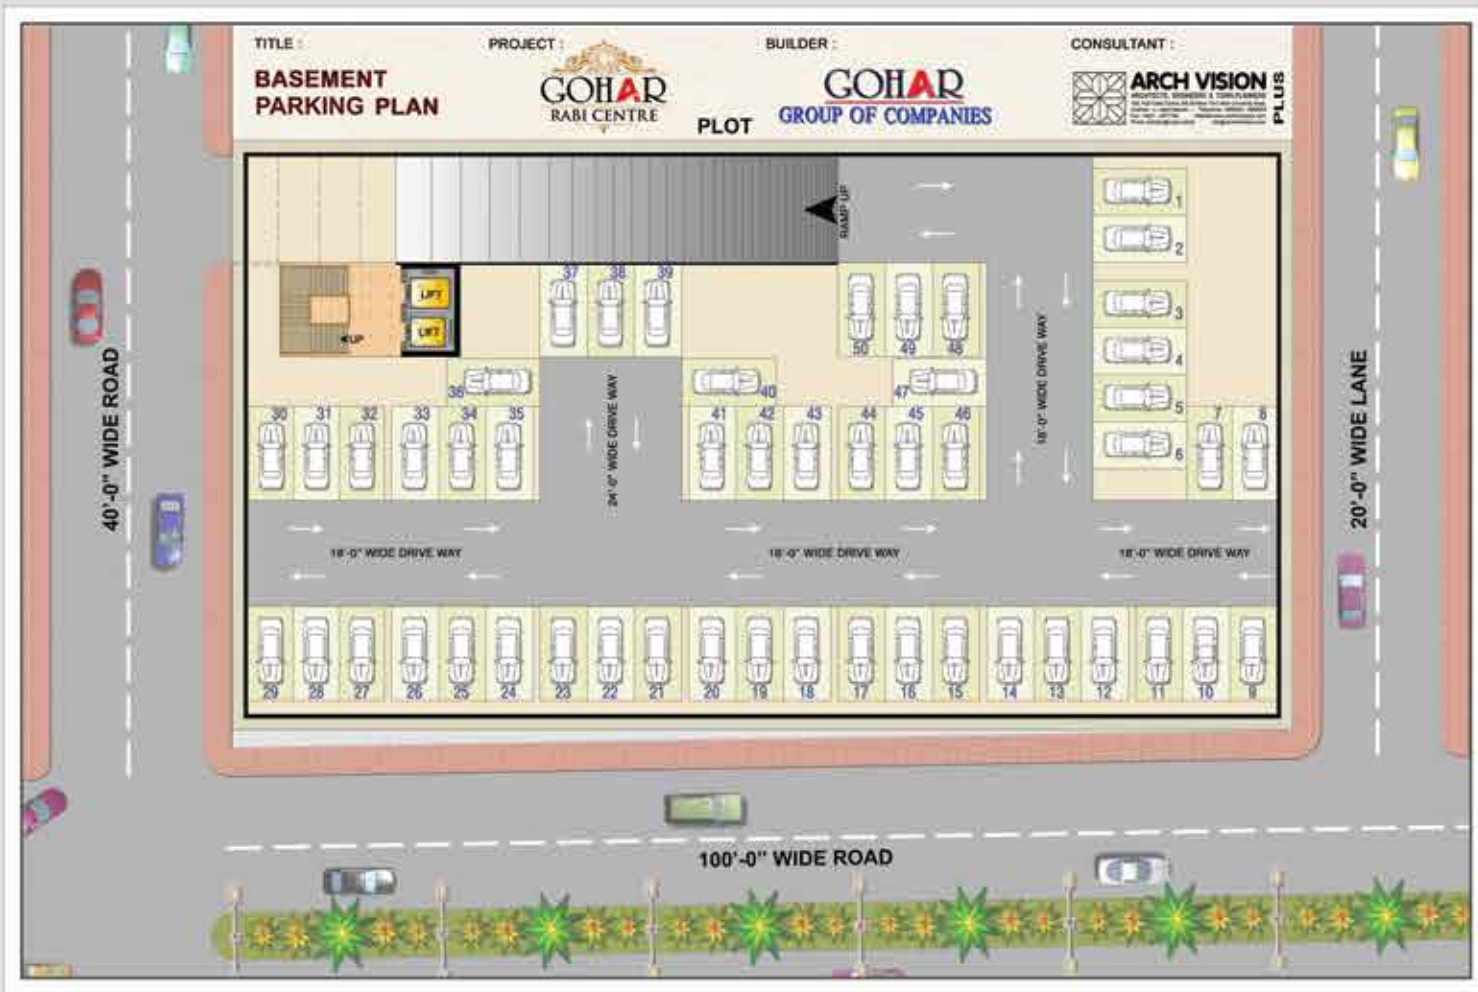 TITLE :
BASEMENT
PARKING PLAN
PROJECT :
GOHAR
RABI CENTRE
PLOT
BUILDER :
GOHAR
GROUP OF COMPANIES
CONSULTANT :
ARCH VISION
PLUS
ARCHITECTS, ENGINEERS & TOWN PLANNERS
RAMP UP
1
2
3
4
5
6
7
8
37
38
39
50
49
48
LIFT
LIFT
UP
36
40
47
30
31
32
33
34
35
41
42
43
44
45
46
24'-0" WIDE DRIVE WAY
18'-0" WIDE DRIVE WAY
18'-0" WIDE DRIVE WAY
18'-0" WIDE DRIVE WAY
18'-0" WIDE DRIVE WAY
29
28
27
26
25
24
23
22
21
20
19
18
17
16
15
14
13
12
11
10
9
40'-0" WIDE ROAD
20'-0" WIDE LANE
100'-0" WIDE ROAD